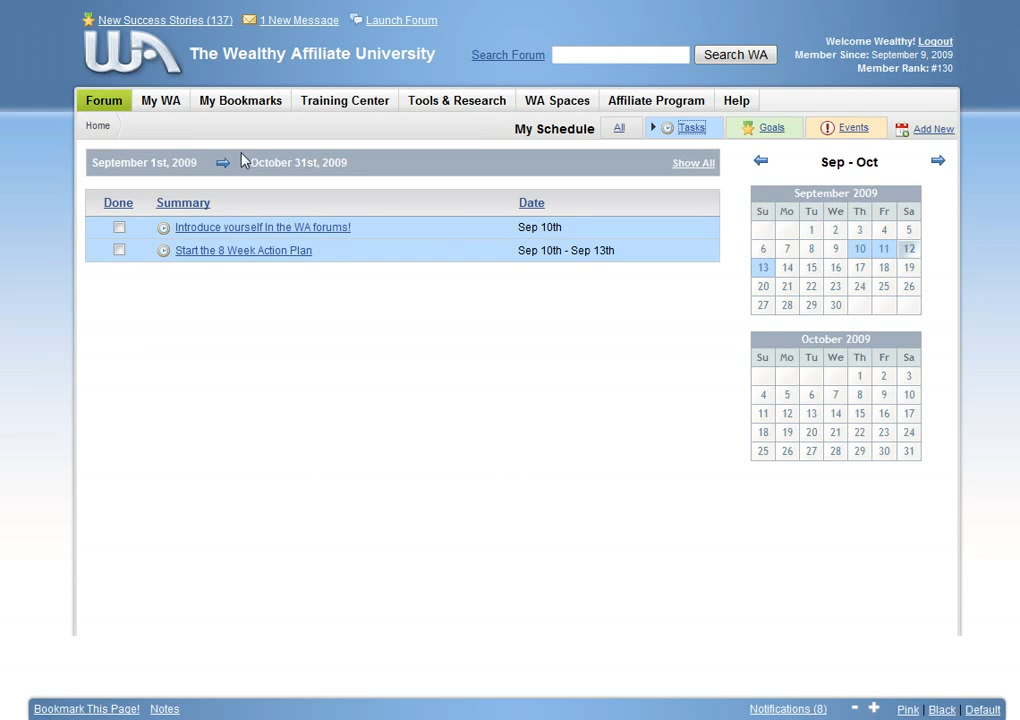 New Success Stories (137) 1 New Message Launch Forum
WA The Wealthy Affiliate University Search Forum Search WA
Welcome Wealthy! Logout
Member Since: September 9, 2009
Member Rank: #130
Forum My WA My Bookmarks Training Center Tools & Research WA Spaces Affiliate Program Help
Home My Schedule All Tasks Goals Events Add New
September 1st, 2009 October 31st, 2009 Show All
Sep - Oct
Done Summary Date
Introduce yourself In the WA forums! Sep 10th
Start the 8 Week Action Plan Sep 10th - Sep 13th
September 2009
Su Mo Tu We Th Fr Sa
1 2 3 4 5
6 7 8 9 10 11 12
13 14 15 16 17 18 19
20 21 22 23 24 25 26
27 28 29 30
October 2009
Su Mo Tu We Th Fr Sa
1 2 3
4 5 6 7 8 9 10
11 12 13 14 15 16 17
18 19 20 21 22 23 24
25 26 27 28 29 30 31
Bookmark This Page! Notes Notifications (8) - + Pink | Black | Default